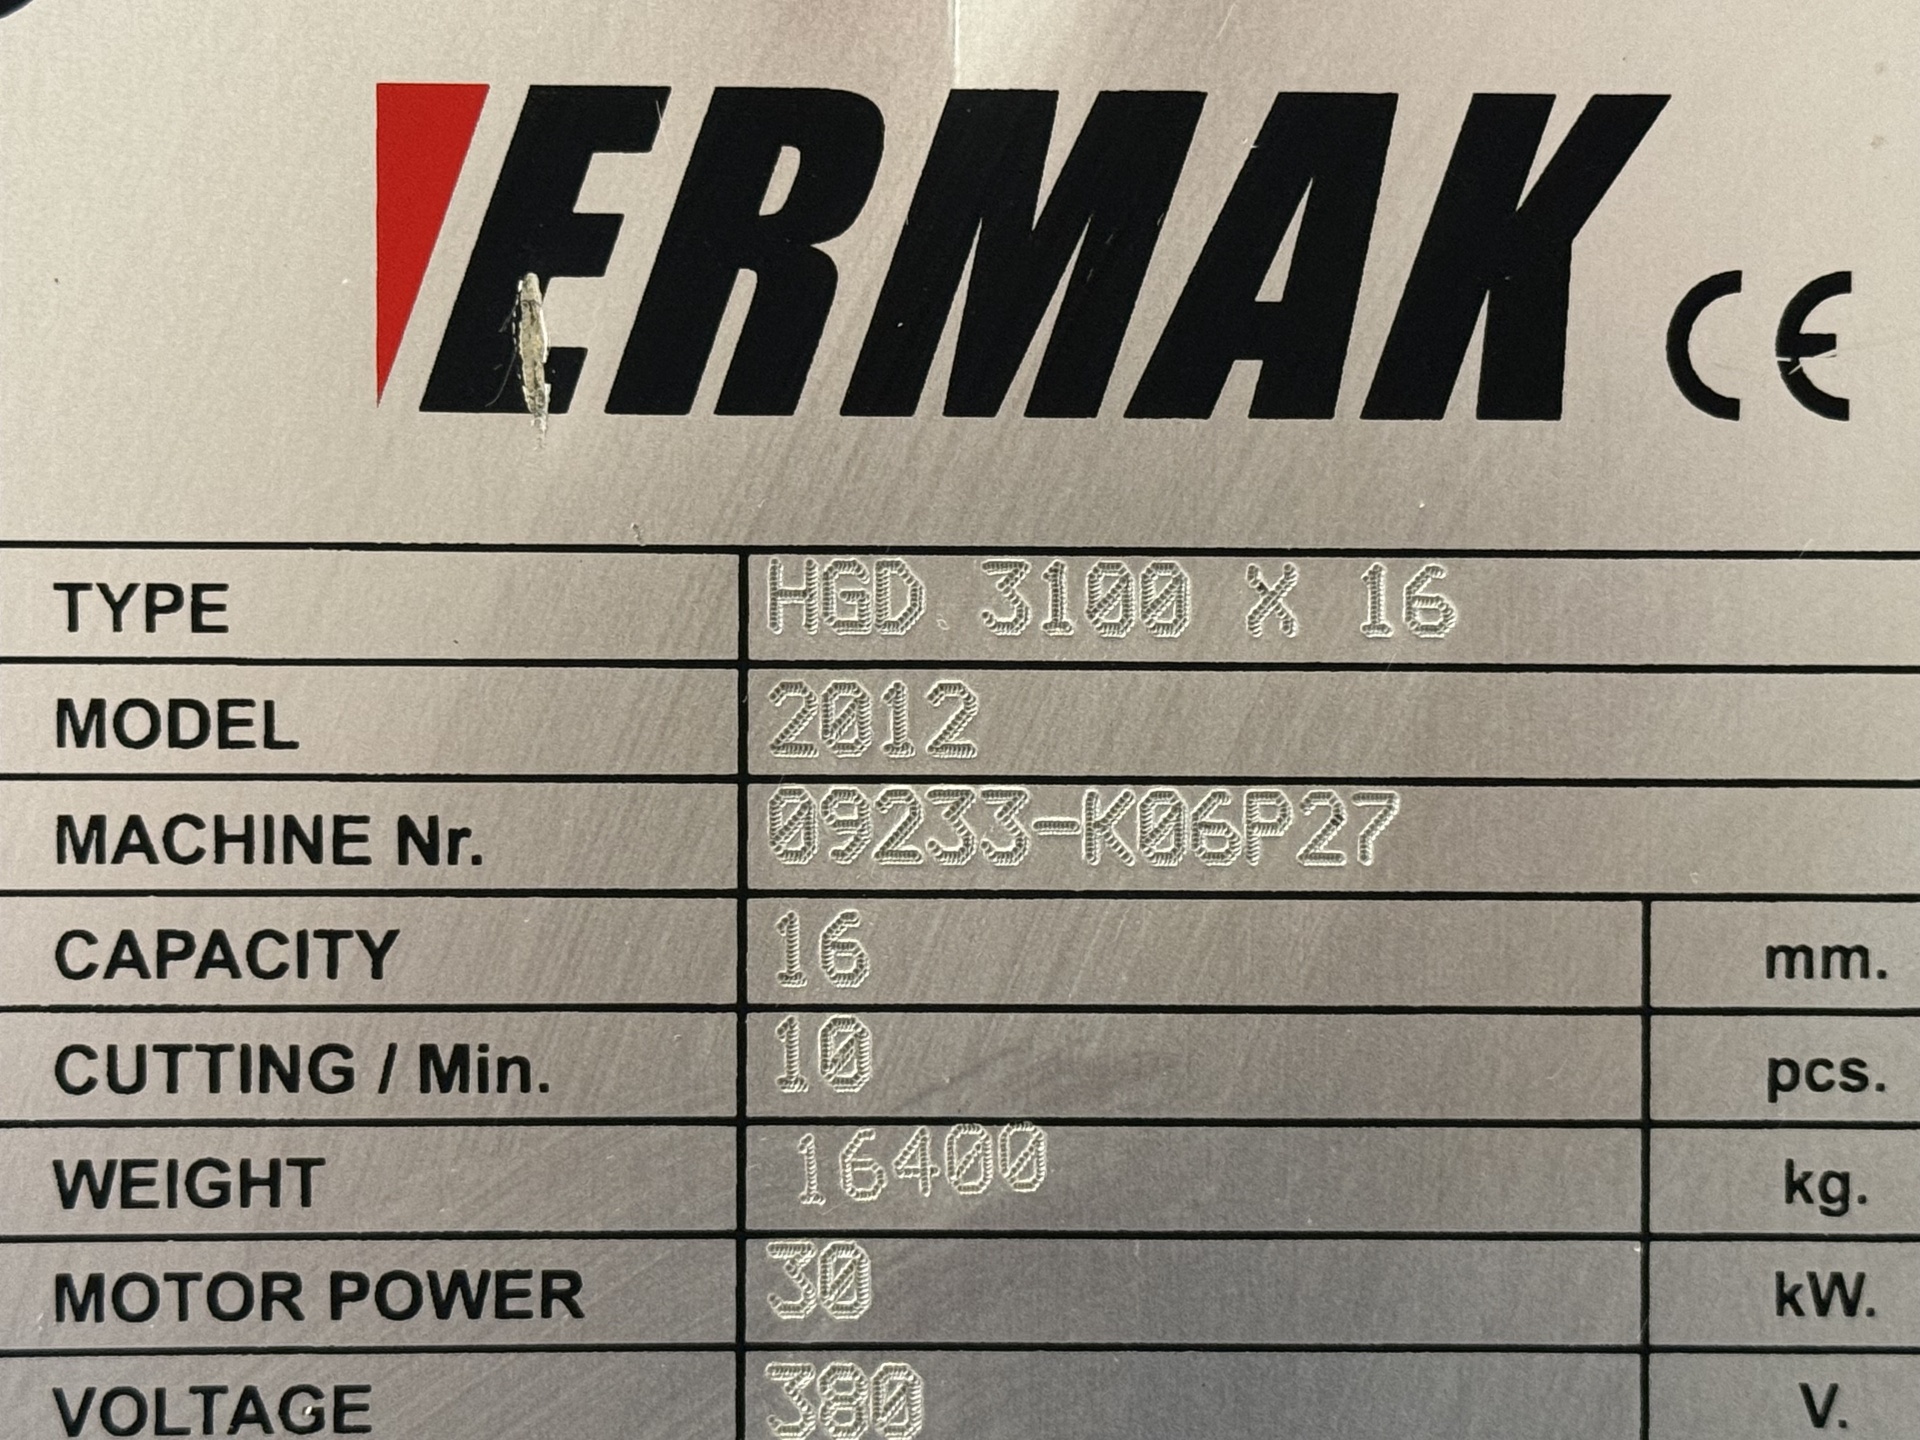 ERMAK CE
TYPE HGD 3100 X 16
MODEL 2012
MACHINE Nr. 09233-K06P27
CAPACITY 16 mm.
CUTTING / Min. 10 pcs.
WEIGHT 16400 kg.
MOTOR POWER 30 kW.
VOLTAGE 380 V.